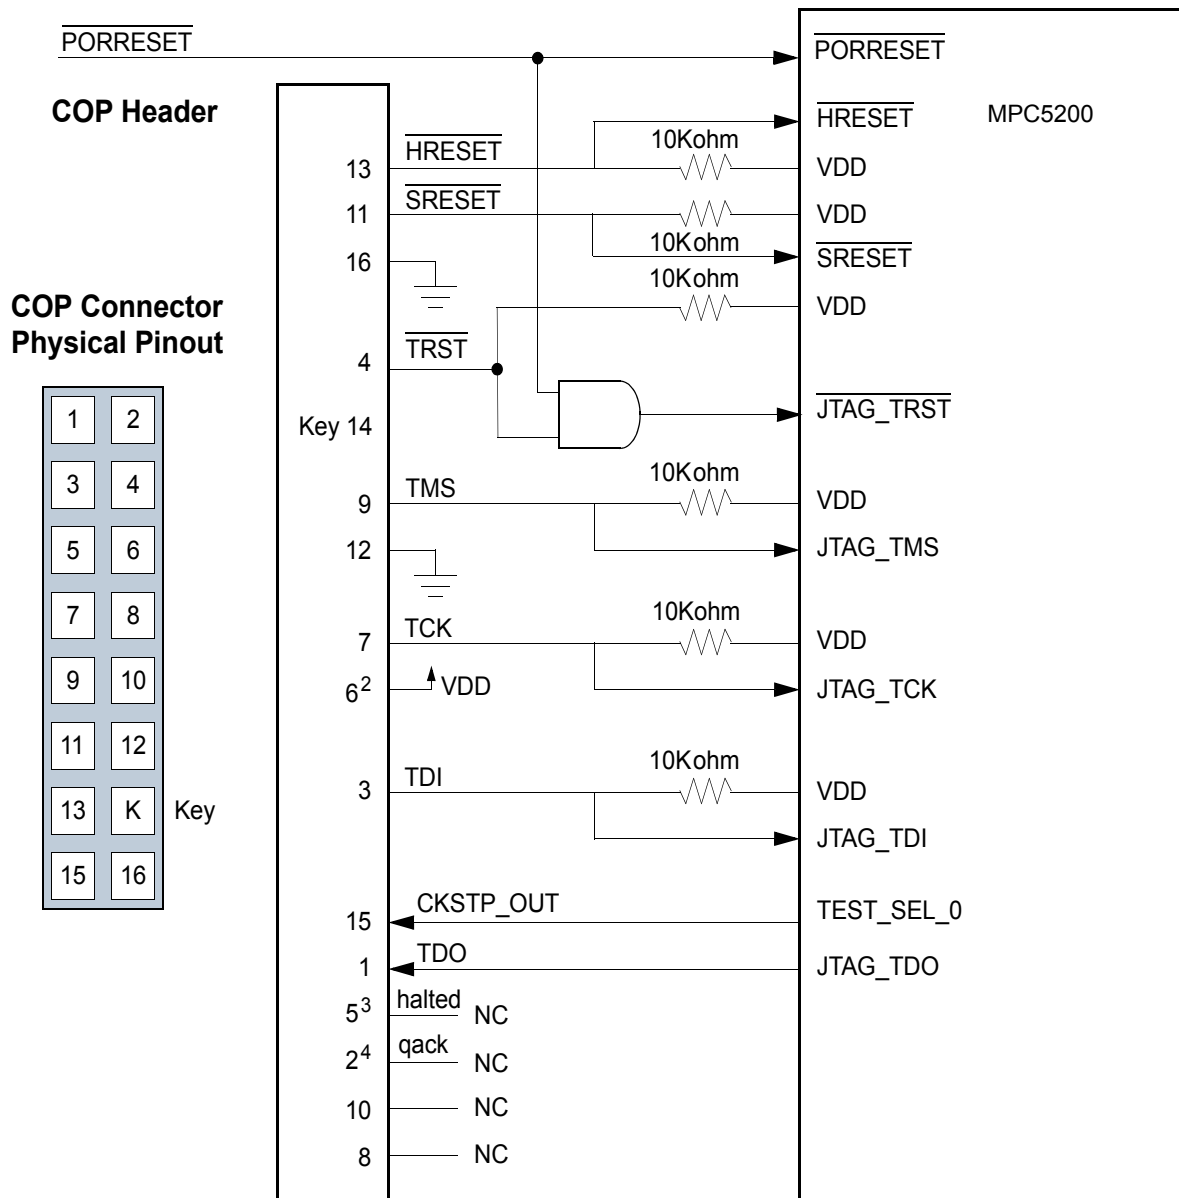 PORRESET
PORRESET
COP Header
HRESET
MPC5200
13
HRESET
10Kohm
VDD
11
SRESET
VDD
10Kohm
SRESET
16
10Kohm
VDD
COP Connector
Physical Pinout
4
TRST
Key 14
JTAG_TRST
1 2
3 4
5 6
7 8
9 10
11 12
13 K Key
15 16
9
TMS
10Kohm
VDD
12
JTAG_TMS
7
TCK
10Kohm
VDD
6²
VDD
JTAG_TCK
3
TDI
10Kohm
VDD
JTAG_TDI
15
CKSTP_OUT
TEST_SEL_0
1
TDO
JTAG_TDO
5³
halted
NC
2⁴
qack
NC
10
NC
8
NC